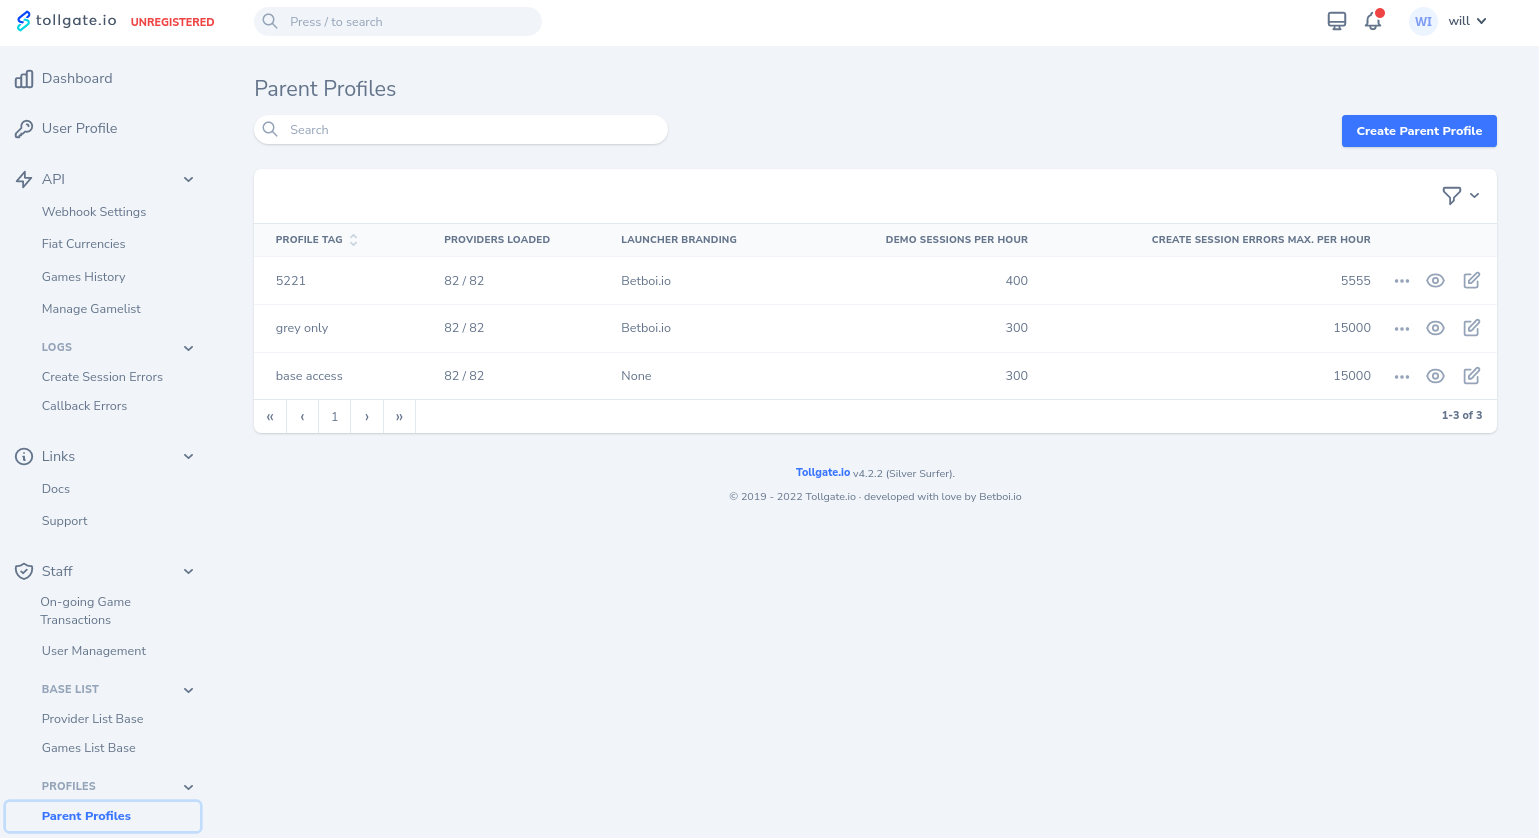 tollgate.io UNREGISTERED
Press / to search
WI will
Dashboard
User Profile
API
Webhook Settings
Fiat Currencies
Games History
Manage Gamelist
LOGS
Create Session Errors
Callback Errors
Links
Docs
Support
Staff
On-going Game
Transactions
User Management
BASE LIST
Provider List Base
Games List Base
PROFILES
Parent Profiles
Parent Profiles
Search
Create Parent Profile
PROFILE TAG PROVIDERS LOADED LAUNCHER BRANDING DEMO SESSIONS PER HOUR CREATE SESSION ERRORS MAX. PER HOUR
5221 82 / 82 Betboi.io 400 5555
grey only 82 / 82 Betboi.io 300 15000
base access 82 / 82 None 300 15000
« ‹ 1 › » 1-3 of 3
Tollgate.io v4.2.2 (Silver Surfer).
© 2019 - 2022 Tollgate.io · developed with love by Betboi.io